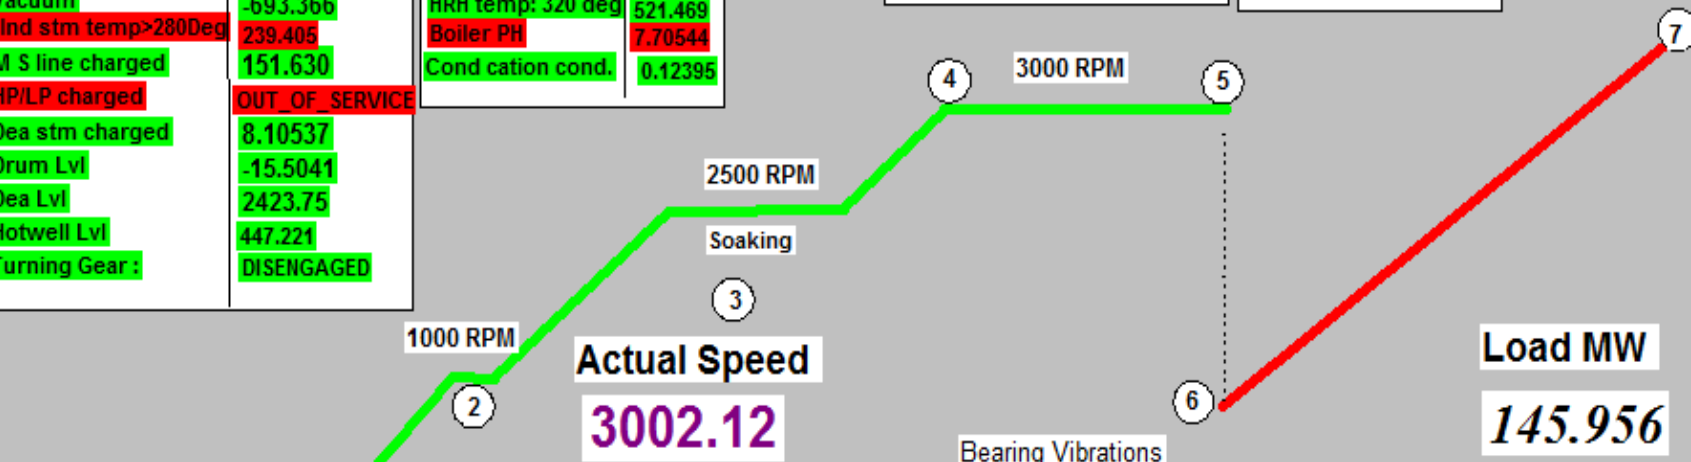 Vacuum -693.366
Ind stm temp>280Deg 239.405
M S line charged 151.630
HP/LP charged OUT_OF_SERVICE
Dea stm charged 8.10537
Drum Lvl -15.5041
Dea Lvl 2423.75
Hotwell Lvl 447.221
Turning Gear : DISENGAGED
HRH temp: 320 deg 521.469
Boiler PH 7.70544
Cond cation cond. 0.12395
7
4
3000 RPM
5
2500 RPM
Soaking
3
1000 RPM
2
Actual Speed
3002.12
6
Bearing Vibrations
Load MW
145.956